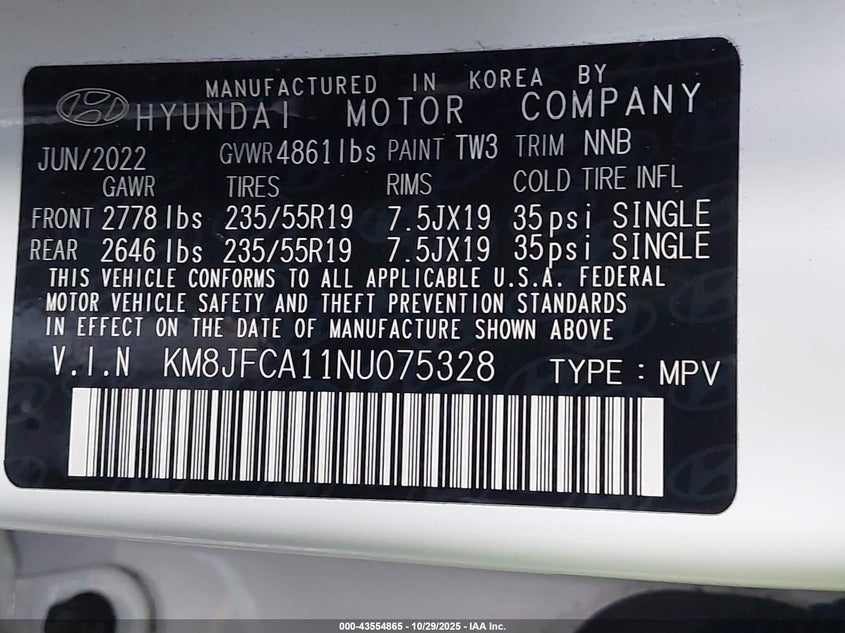 MANUFACTURED IN KOREA BY
HYUNDAI MOTOR COMPANY
JUN/2022 GVWR 4861 lbs PAINT TW3 TRIM NNB
GAWR TIRES RIMS COLD TIRE INFL
FRONT 2778 lbs 235/55R19 7.5JX19 35psi SINGLE
REAR 2646 lbs 235/55R19 7.5JX19 35psi SINGLE
THIS VEHICLE CONFORMS TO ALL APPLICABLE U.S.A. FEDERAL
MOTOR VEHICLE SAFETY AND THEFT PREVENTION STANDARDS
IN EFFECT ON THE DATE OF MANUFACTURE SHOWN ABOVE
V.I.N KM8JFCA11NU075328 TYPE : MPV
000-43554865 - 10/29/2025 - IAA Inc.